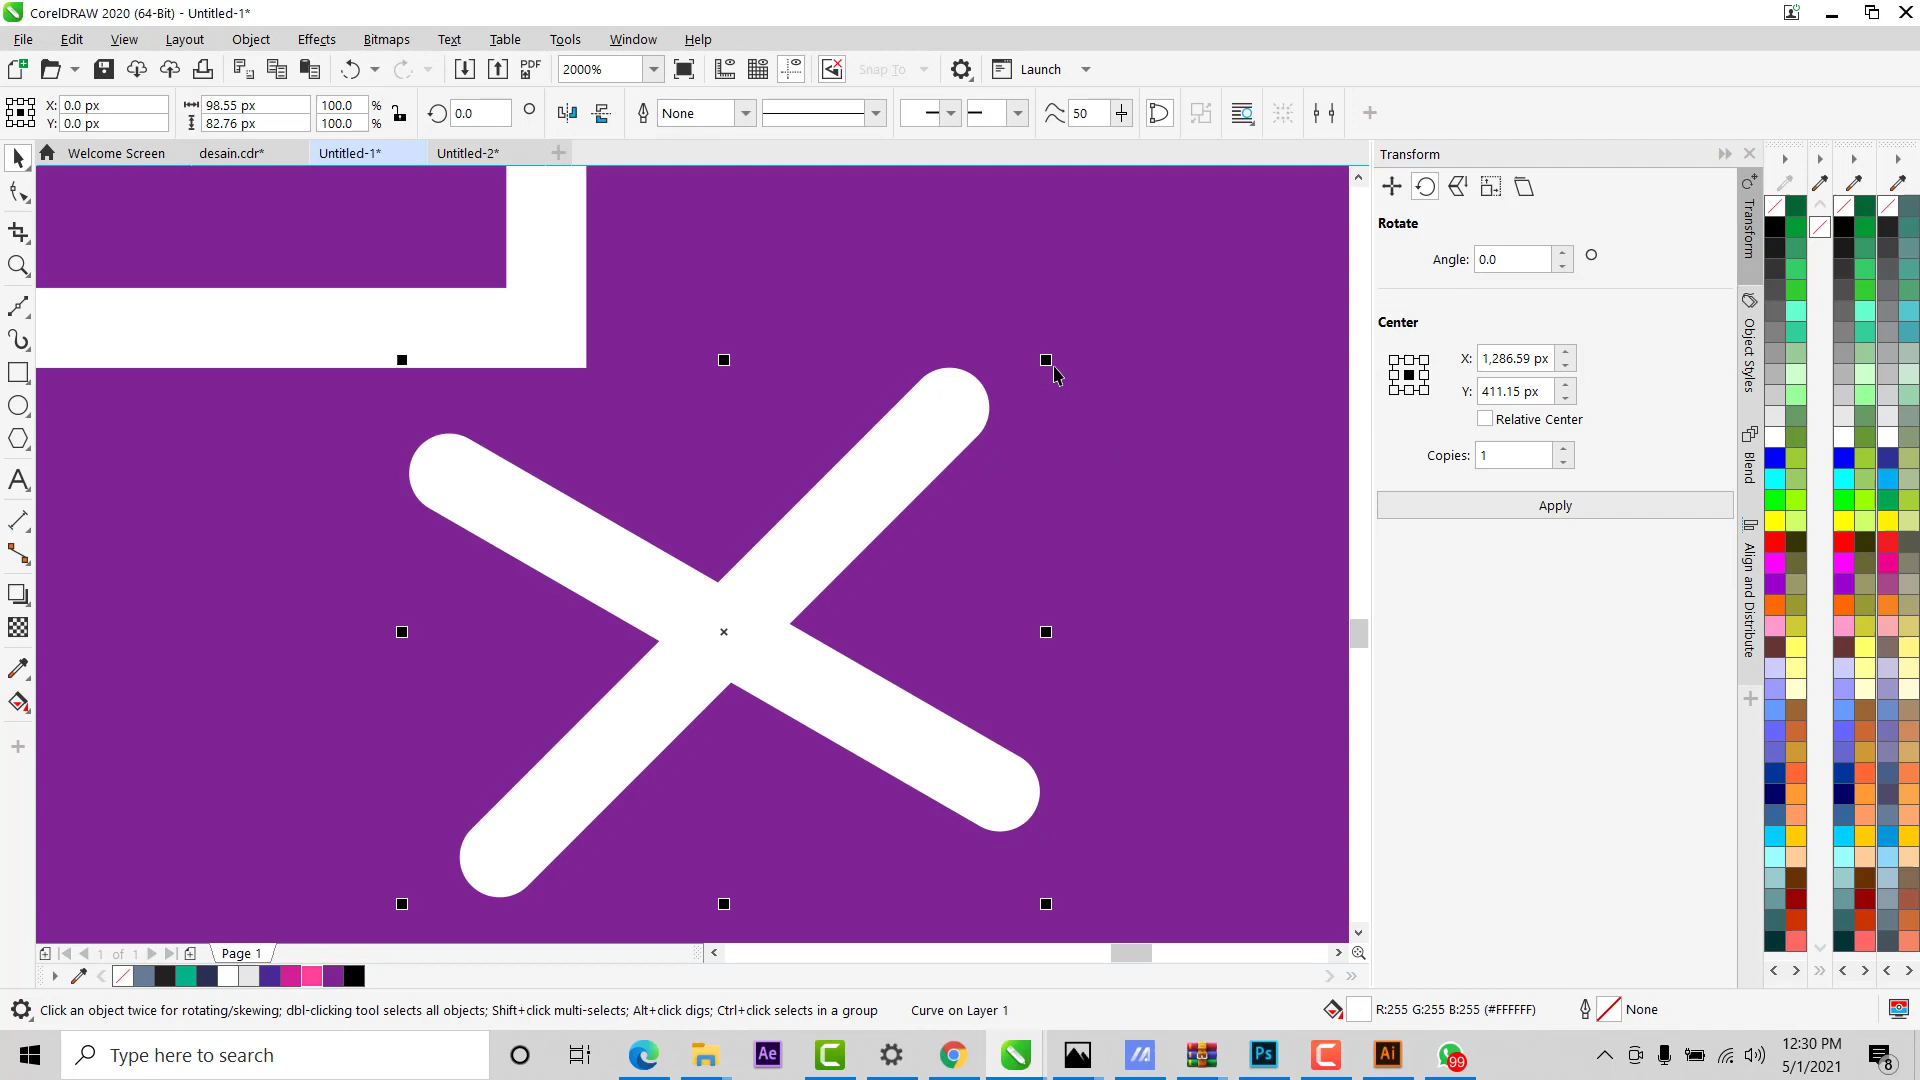 CorelDRAW 2020 (64-Bit) - Untitled-1*
File Edit View Layout Object Effects Bitmaps Text Table Tools Window Help
PDF 2000% Snap To Launch
X: 0.0 px 98.55 px 100.0 % 0.0 None 50
Y: 0.0 px 82.76 px 100.0 %
Welcome Screen desain.cdr* Untitled-1* Untitled-2*
Transform
Rotate
Angle: 0.0
Center
X: 1,286.59 px
Y: 411.15 px
Relative Center
Copies: 1
Apply
Transform
Object Styles
Blend
Align and Distribute
1 of 1 Page 1
Click an object twice for rotating/skewing; dbl-clicking tool selects all objects; Shift+click multi-selects; Alt+click digs; Ctrl+click selects in a group Curve on Layer 1 R:255 G:255 B:255 (#FFFFFF) None
Type here to search Ae Ps Ai 99 12:30 PM
5/1/2021 8